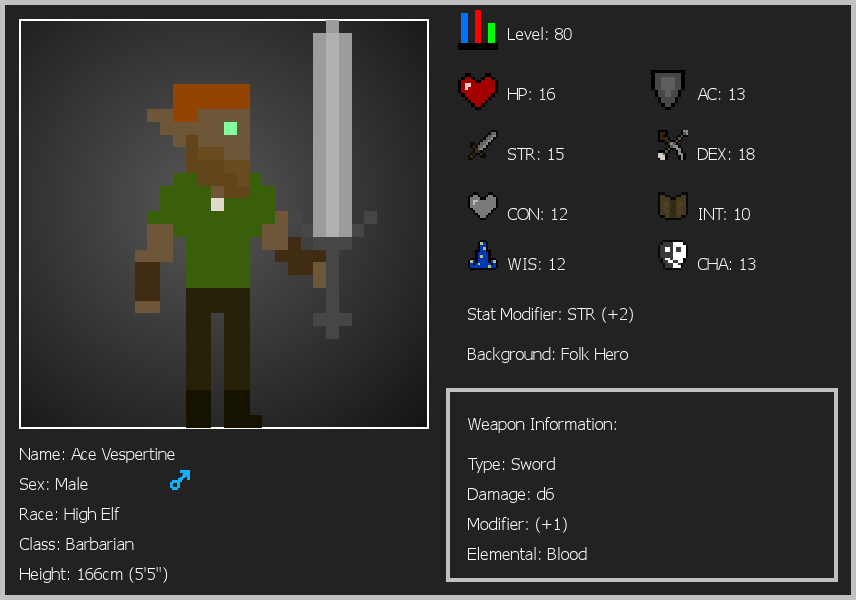 Level: 80
HP: 16
AC: 13
STR: 15
DEX: 18
CON: 12
INT: 10
WIS: 12
CHA: 13
Stat Modifier: STR (+2)
Background: Folk Hero
Weapon Information:
Type: Sword
Damage: d6
Modifier: (+1)
Elemental: Blood
Name: Ace Vespertine
Sex: Male
Race: High Elf
Class: Barbarian
Height: 166cm (5'5")